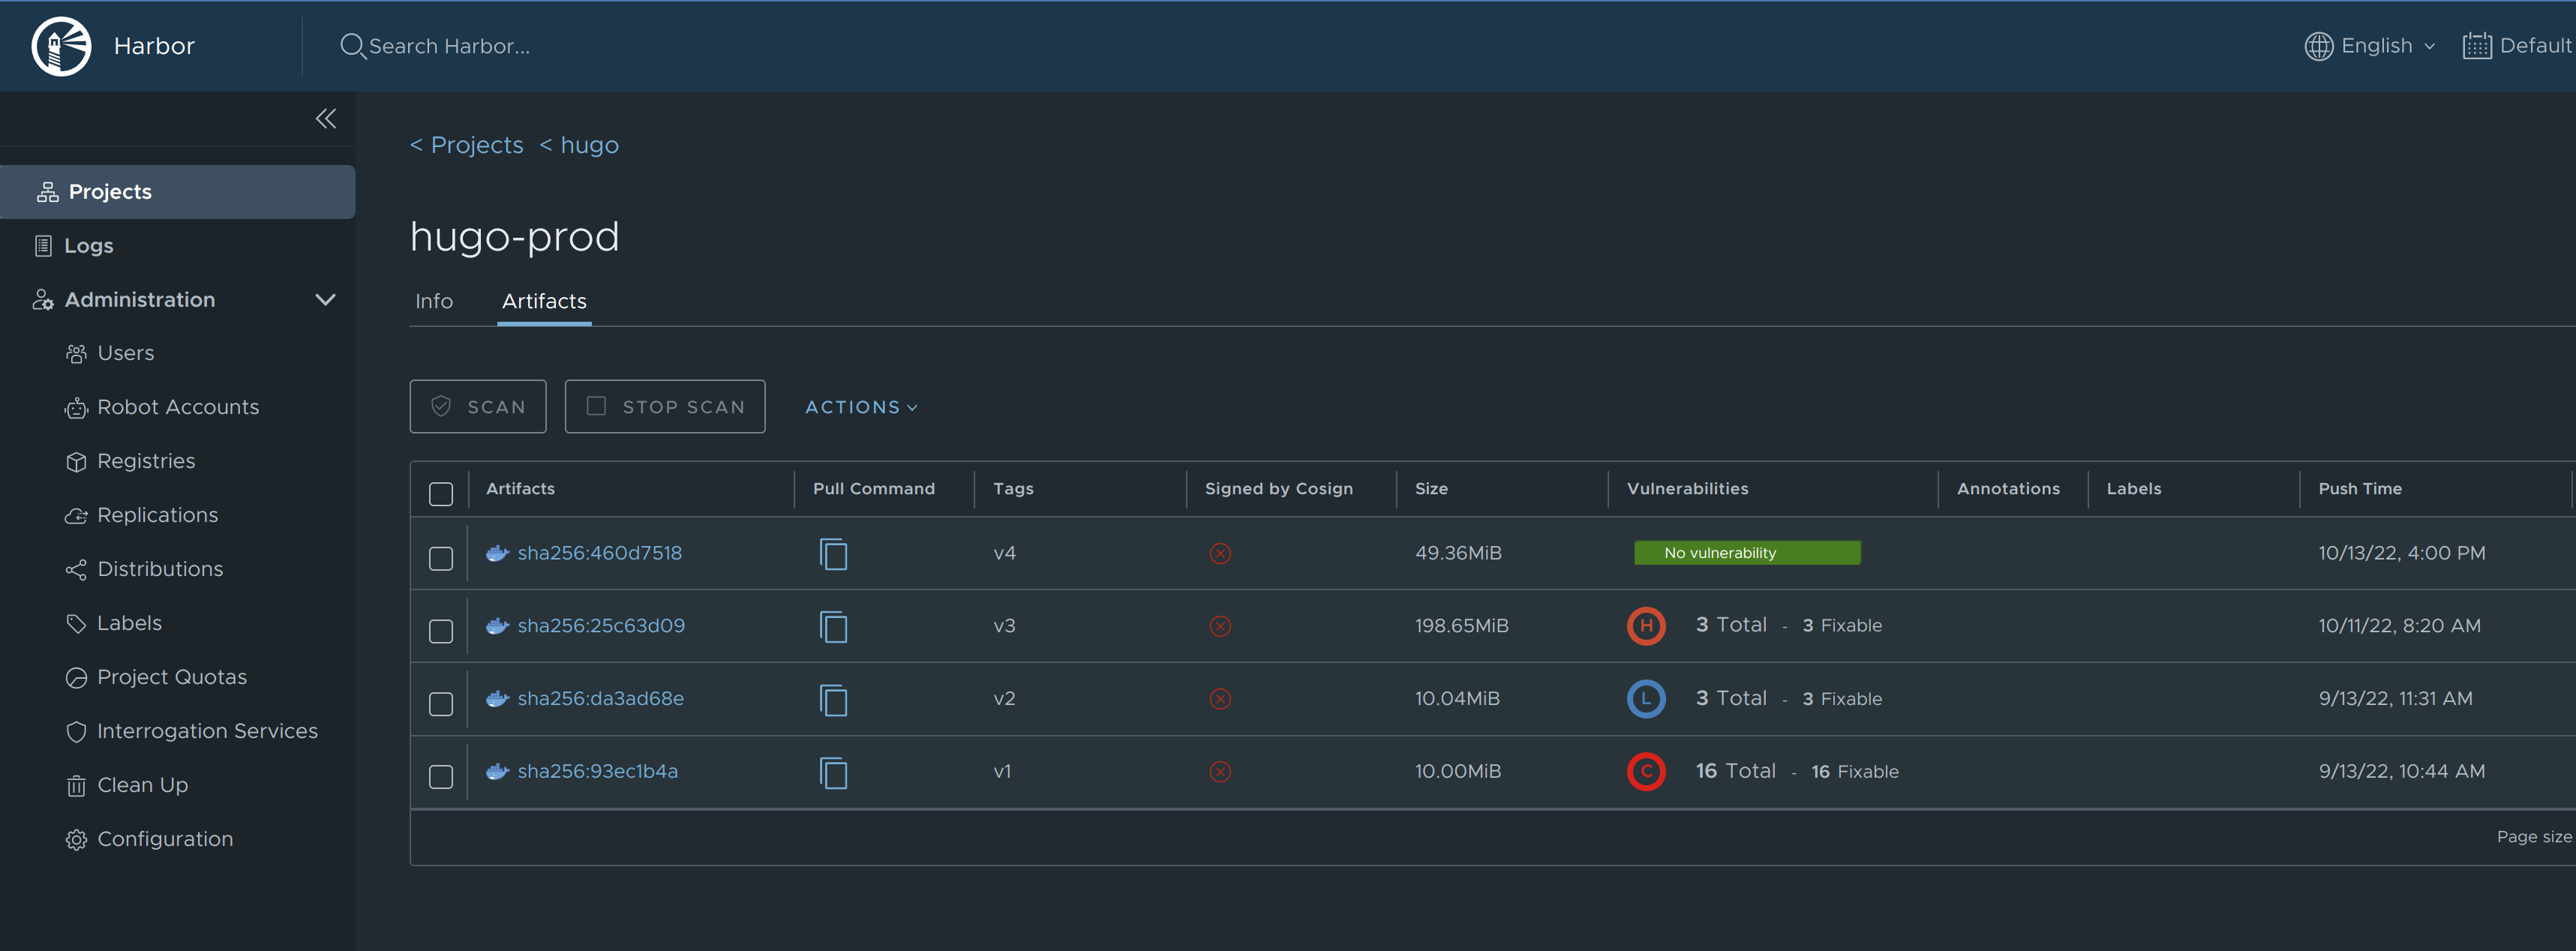 Harbor
Search Harbor...
English
Default
Projects
Logs
Administration
Users
Robot Accounts
Registries
Replications
Distributions
Labels
Project Quotas
Interrogation Services
Clean Up
Configuration
< Projects < hugo
hugo-prod
Info Artifacts
SCAN STOP SCAN ACTIONS
Artifacts Pull Command Tags Signed by Cosign Size Vulnerabilities Annotations Labels Push Time
sha256:460d7518 v4 49.36MiB No vulnerability 10/13/22, 4:00 PM
sha256:25c63d09 v3 198.65MiB H 3 Total - 3 Fixable 10/11/22, 8:20 AM
sha256:da3ad68e v2 10.04MiB L 3 Total - 3 Fixable 9/13/22, 11:31 AM
sha256:93ec1b4a v1 10.00MiB C 16 Total - 16 Fixable 9/13/22, 10:44 AM
Page size